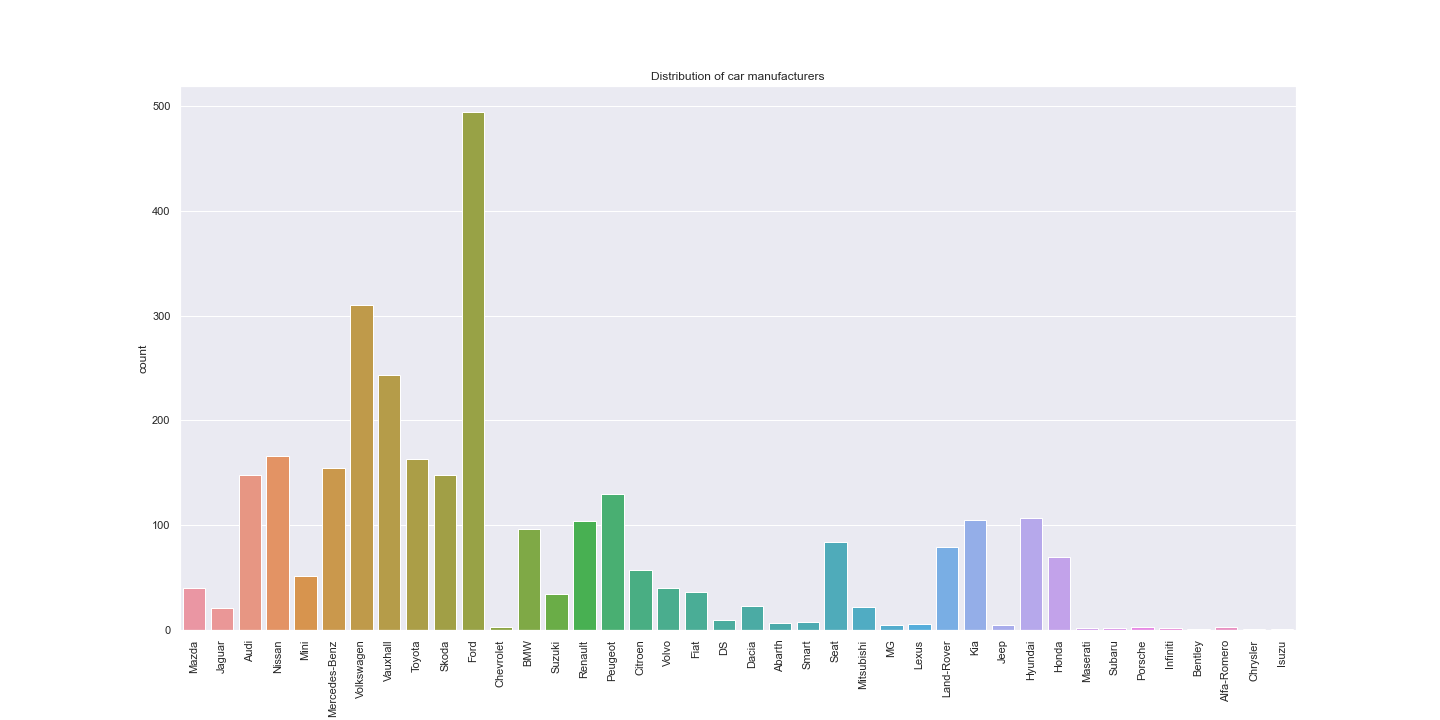 Distribution of car manufacturers
500
400
300
200
100
0
count
Mazda
Jaguar
Audi
Nissan
Mini
Mercedes-Benz
Volkswagen
Vauxhall
Toyota
Skoda
Ford
Chevrolet
BMW
Suzuki
Renault
Peugeot
Citroen
Volvo
Fiat
DS
Dacia
Abarth
Smart
Seat
Mitsubishi
MG
Lexus
Land-Rover
Kia
Jeep
Hyundai
Honda
Maserati
Subaru
Porsche
Infiniti
Bentley
Alfa-Romero
Chrysler
Isuzu